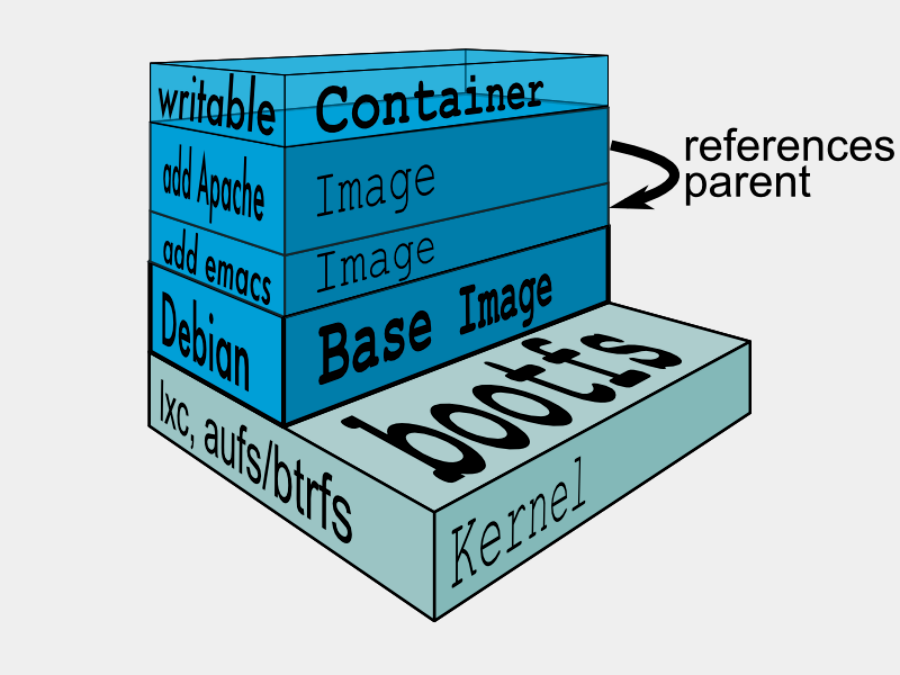 writable
Container
add Apache
Image
references
parent
add emacs
Image
Debian
Base Image
lxc, aufs/btrfs
bootfs
Kernel